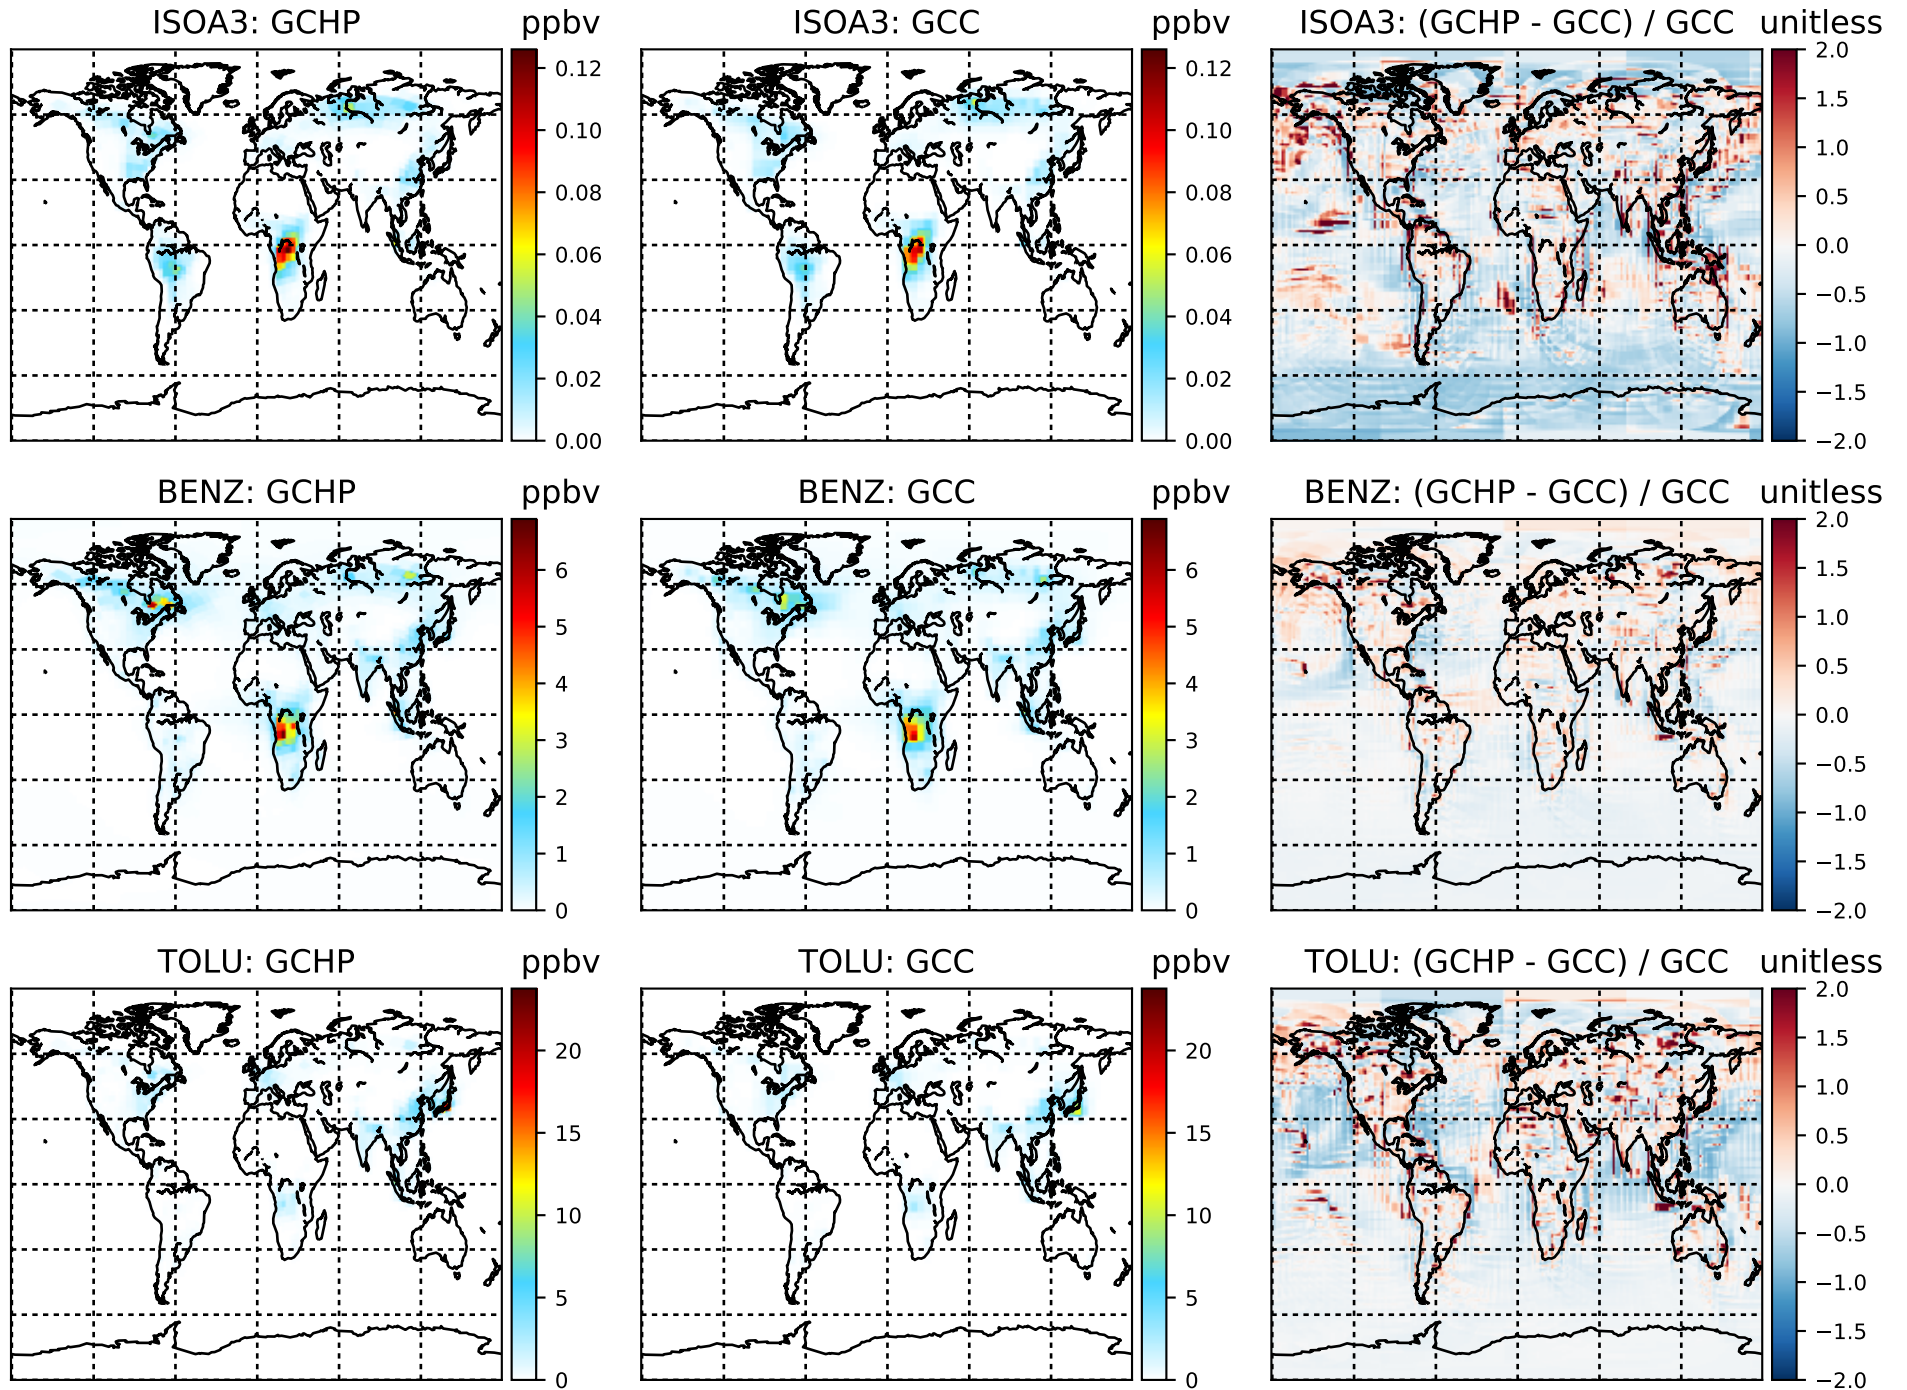 ISOA3: GCHP ppbv ISOA3: GCC ppbv ISOA3: (GCHP - GCC) / GCC unitless
0.12 0.12 2.0
0.10 0.10 1.5
0.08 0.08 1.0
0.06 0.06 0.5
0.04 0.04 0.0
0.02 0.02 −0.5
0.00 0.00 −1.0
−1.5
−2.0
BENZ: GCHP ppbv BENZ: GCC ppbv BENZ: (GCHP - GCC) / GCC unitless
6 6 2.0
5 5 1.5
4 4 1.0
3 3 0.5
2 2 0.0
1 1 −0.5
0 0 −1.0
−1.5
−2.0
TOLU: GCHP ppbv TOLU: GCC ppbv TOLU: (GCHP - GCC) / GCC unitless
20 20 2.0
15 15 1.5
10 10 1.0
5 5 0.5
0 0 0.0
−0.5
−1.0
−1.5
−2.0